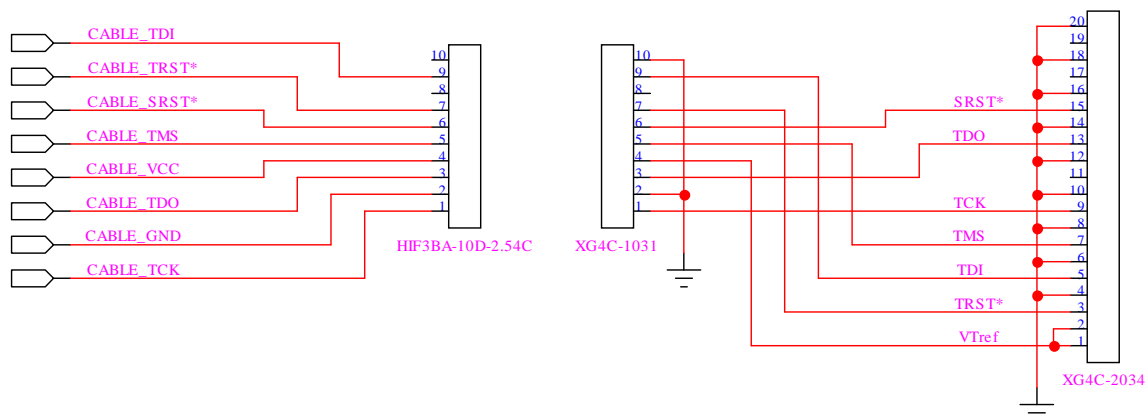 CABLE_TDI
CABLE_TRST*
CABLE_SRST*
CABLE_TMS
CABLE_VCC
CABLE_TDO
CABLE_GND
CABLE_TCK
10
9
8
7
6
5
4
3
2
1
HIF3BA-10D-2.54C
10
9
8
7
6
5
4
3
2
1
XG4C-1031
SRST*
TDO
TCK
TMS
TDI
TRST*
VTref
20
19
18
17
16
15
14
13
12
11
10
9
8
7
6
5
4
3
2
1
XG4C-2034